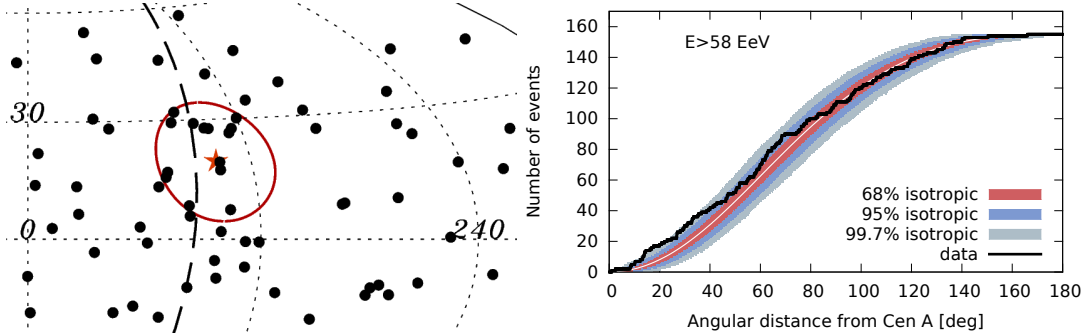 30
0
240
E>58 EeV
Number of events
160
140
120
100
80
60
40
20
0
68% isotropic
95% isotropic
99.7% isotropic
data
0 20 40 60 80 100 120 140 160 180
Angular distance from Cen A [deg]